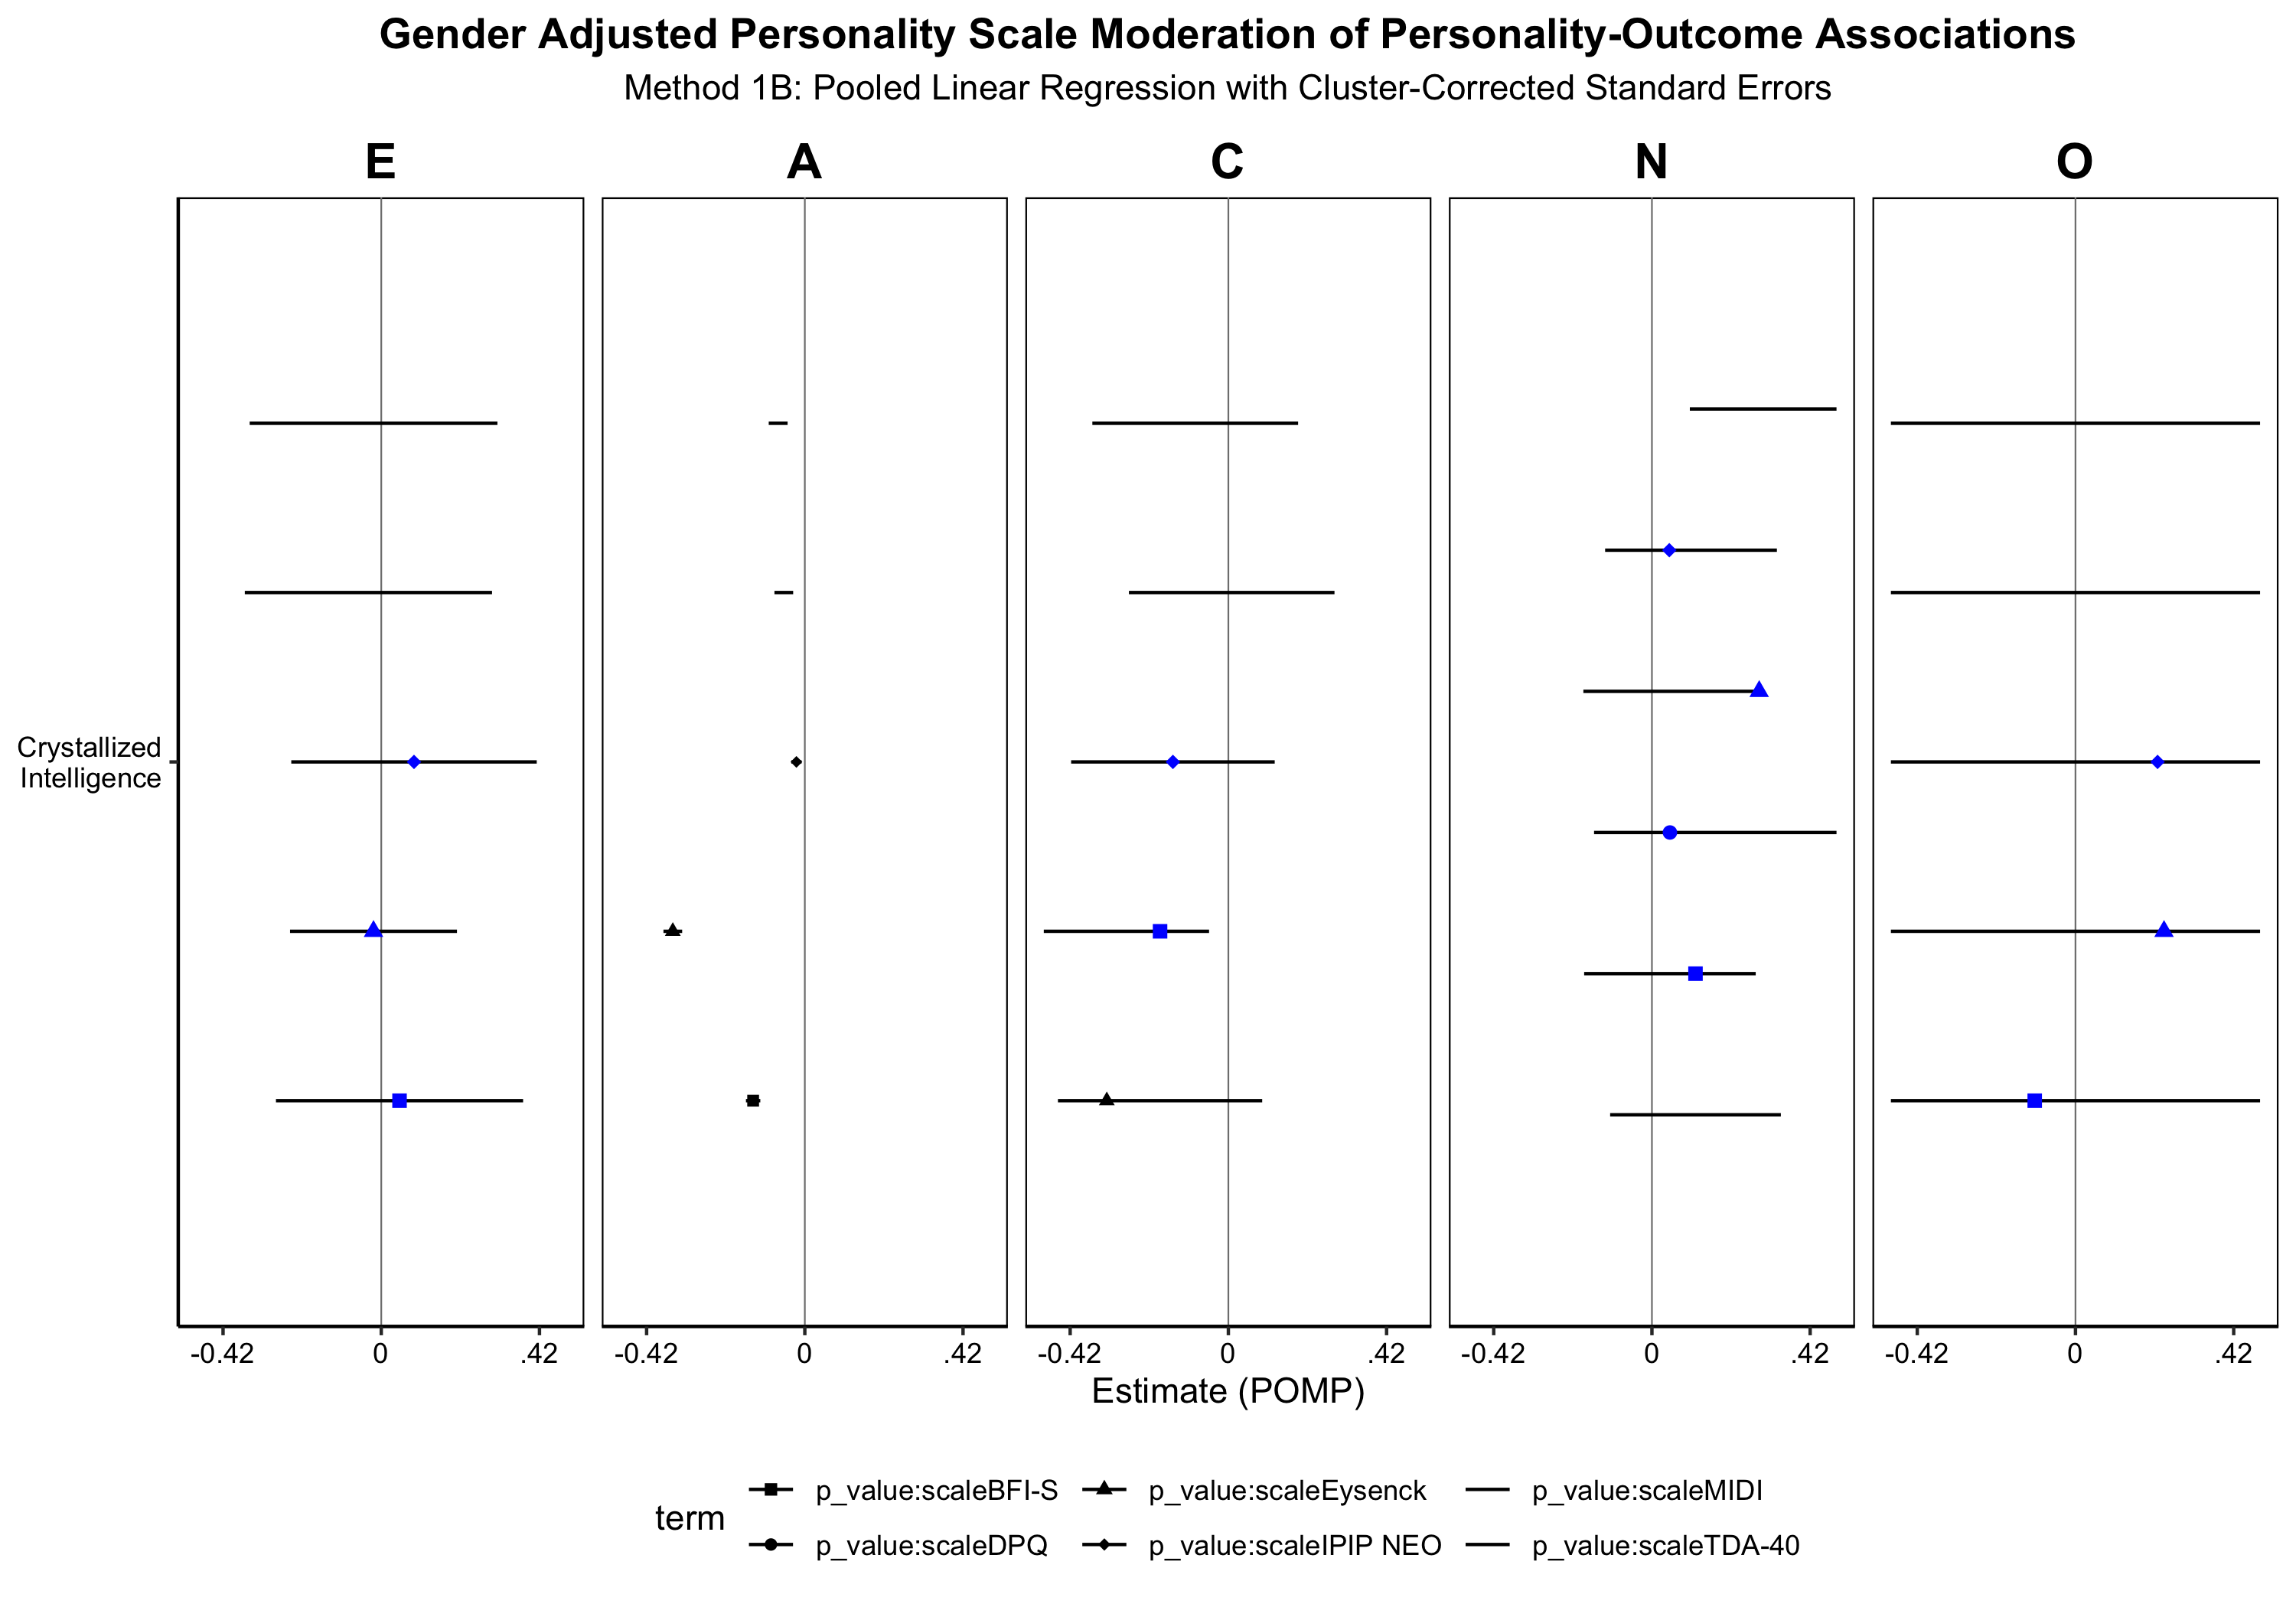 Gender Adjusted Personality Scale Moderation of Personality-Outcome Associations
Method 1B: Pooled Linear Regression with Cluster-Corrected Standard Errors
E A C N O
Crystallized
Intelligence
-0.42 0 .42 -0.42 0 .42 -0.42 0 .42 -0.42 0 .42 -0.42 0 .42
Estimate (POMP)
term
p_value:scaleBFI-S p_value:scaleEysenck p_value:scaleMIDI
p_value:scaleDPQ p_value:scaleIPIP NEO p_value:scaleTDA-40